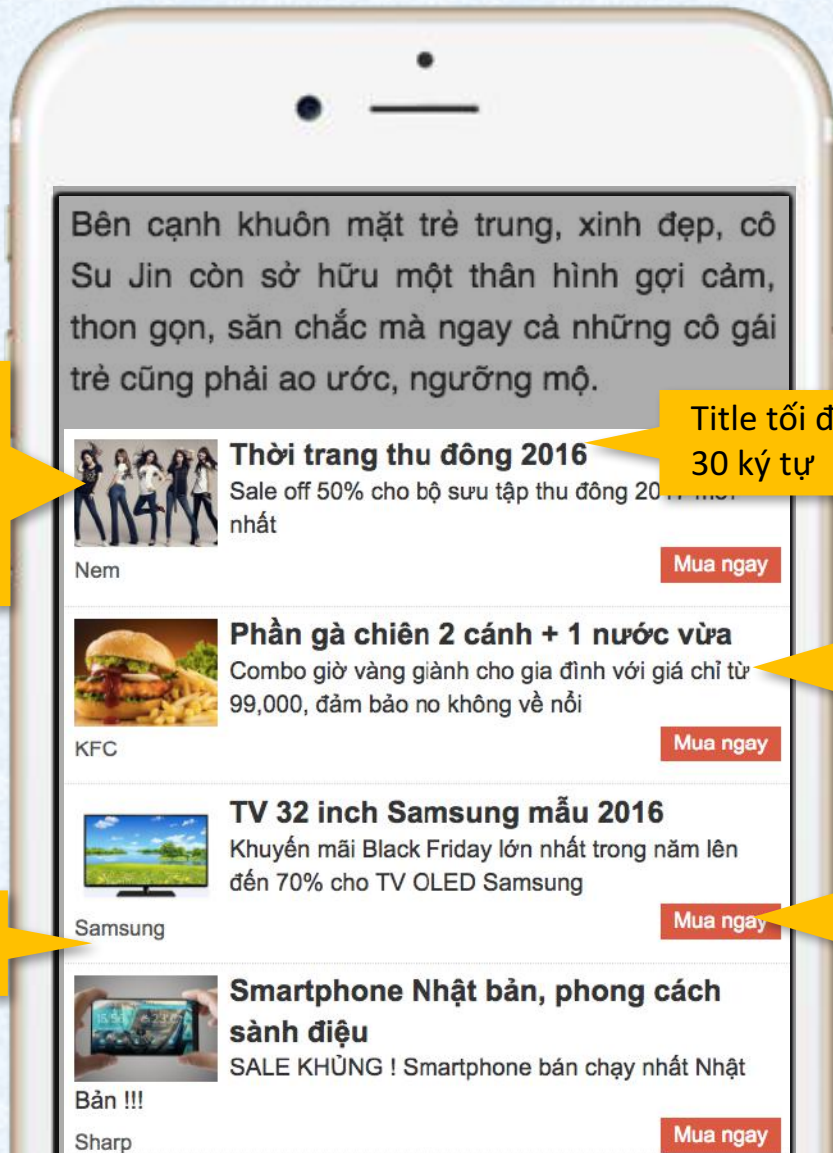 Bên cạnh khuôn mặt trẻ trung, xinh đẹp, cô
Su Jin còn sở hữu một thân hình gợi cảm,
thon gọn, săn chắc mà ngay cả những cô gái
trẻ cũng phải ao ước, ngưỡng mộ.
Title tối
30 ký tự
Thời trang thu đông 2016
Sale off 50% cho bộ sưu tập thu đông
nhất
Nem
Mua ngay
Phần gà chiên 2 cánh + 1 nước vừa
Combo giờ vàng giành cho gia đình với giá chỉ từ
99,000, đảm bảo no không về nổi
KFC
Mua ngay
TV 32 inch Samsung mẫu 2016
Khuyến mãi Black Friday lớn nhất trong năm lên
đến 70% cho TV OLED Samsung
Samsung
Mua ngay
Smartphone Nhật bản, phong cách
sành điệu
SALE KHỦNG ! Smartphone bán chạy nhất Nhật
Bản !!!
Sharp
Mua ngay